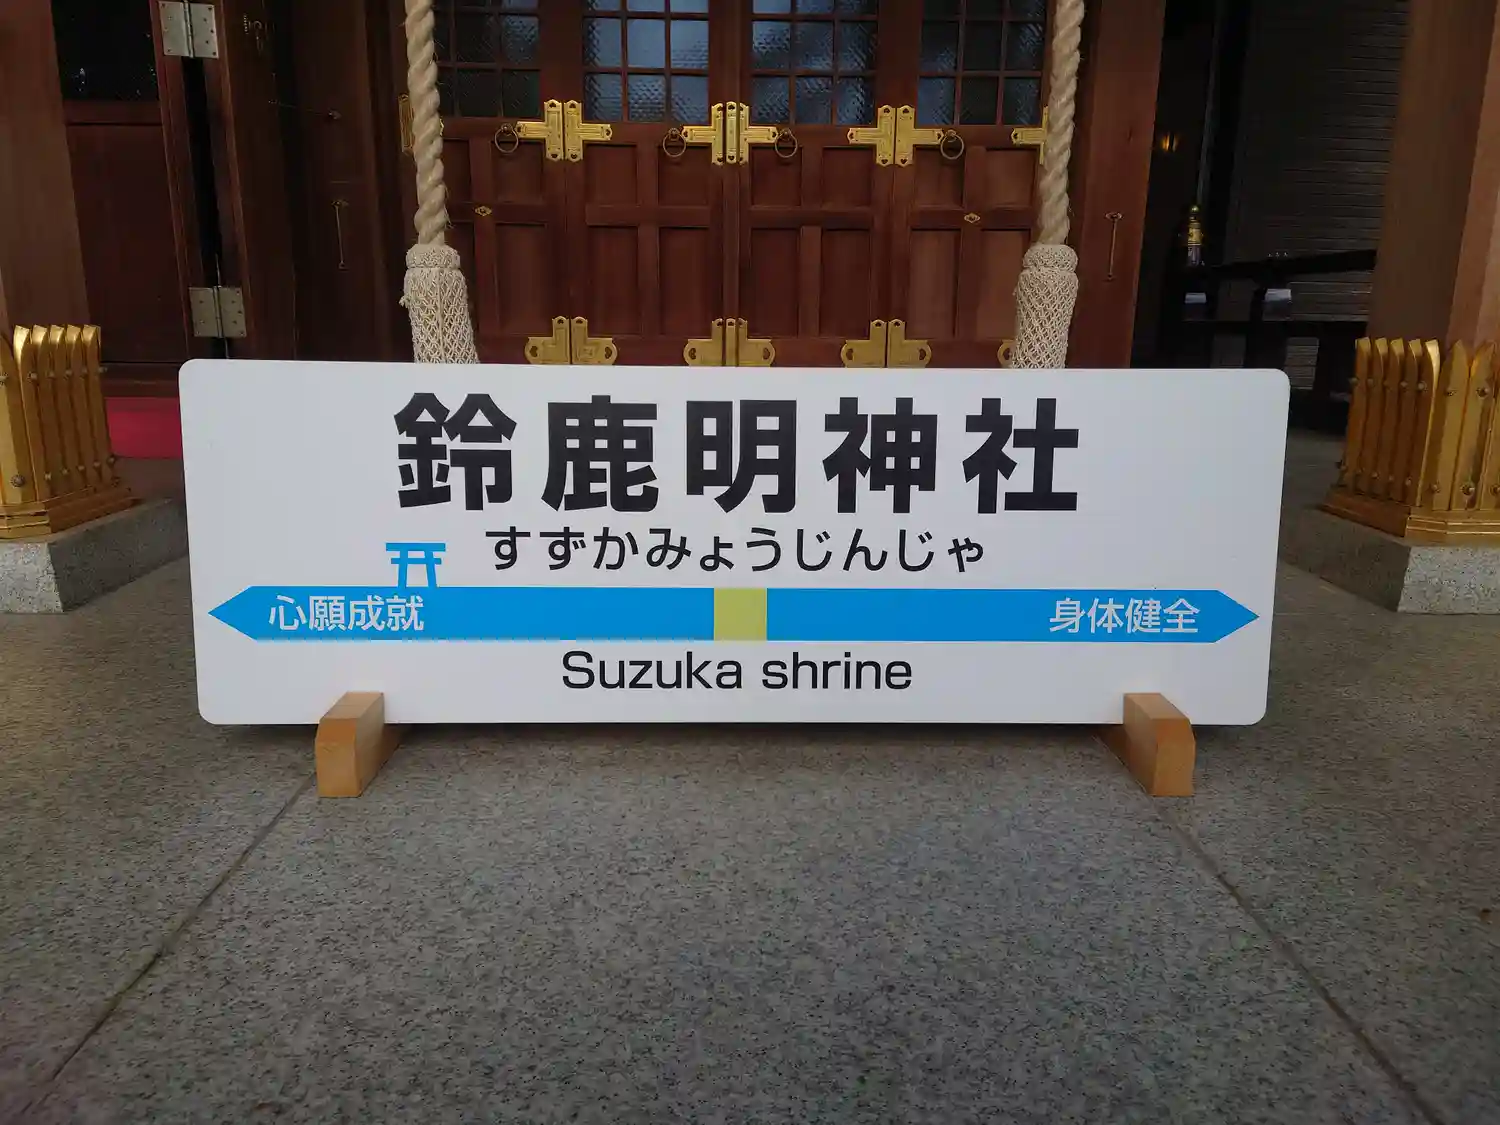 鈴鹿明神社
すずかみょうじんじゃ
心願成就
身体健全
Suzuka shrine